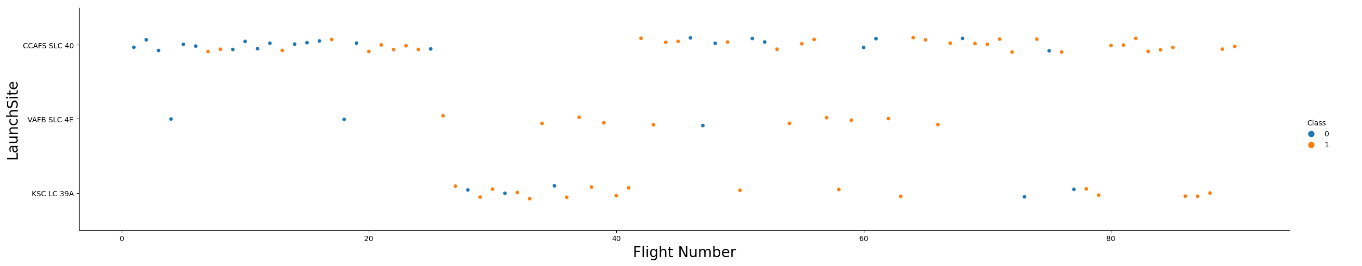 CCAFS SLC 40
VAFB SLC 4E
KSC LC 39A
LaunchSite
0 20 40 60 80
Flight Number
Class
0
1